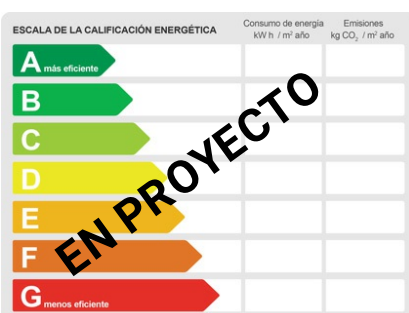 ESCALA DE LA CALIFICACIÓN ENERGÉTICA
Consumo de energía
kW h / m² año
Emisiones
kg CO₂ / m² año
A más eficiente
B
C
D
E
F
G menos eficiente
EN PROYECTO